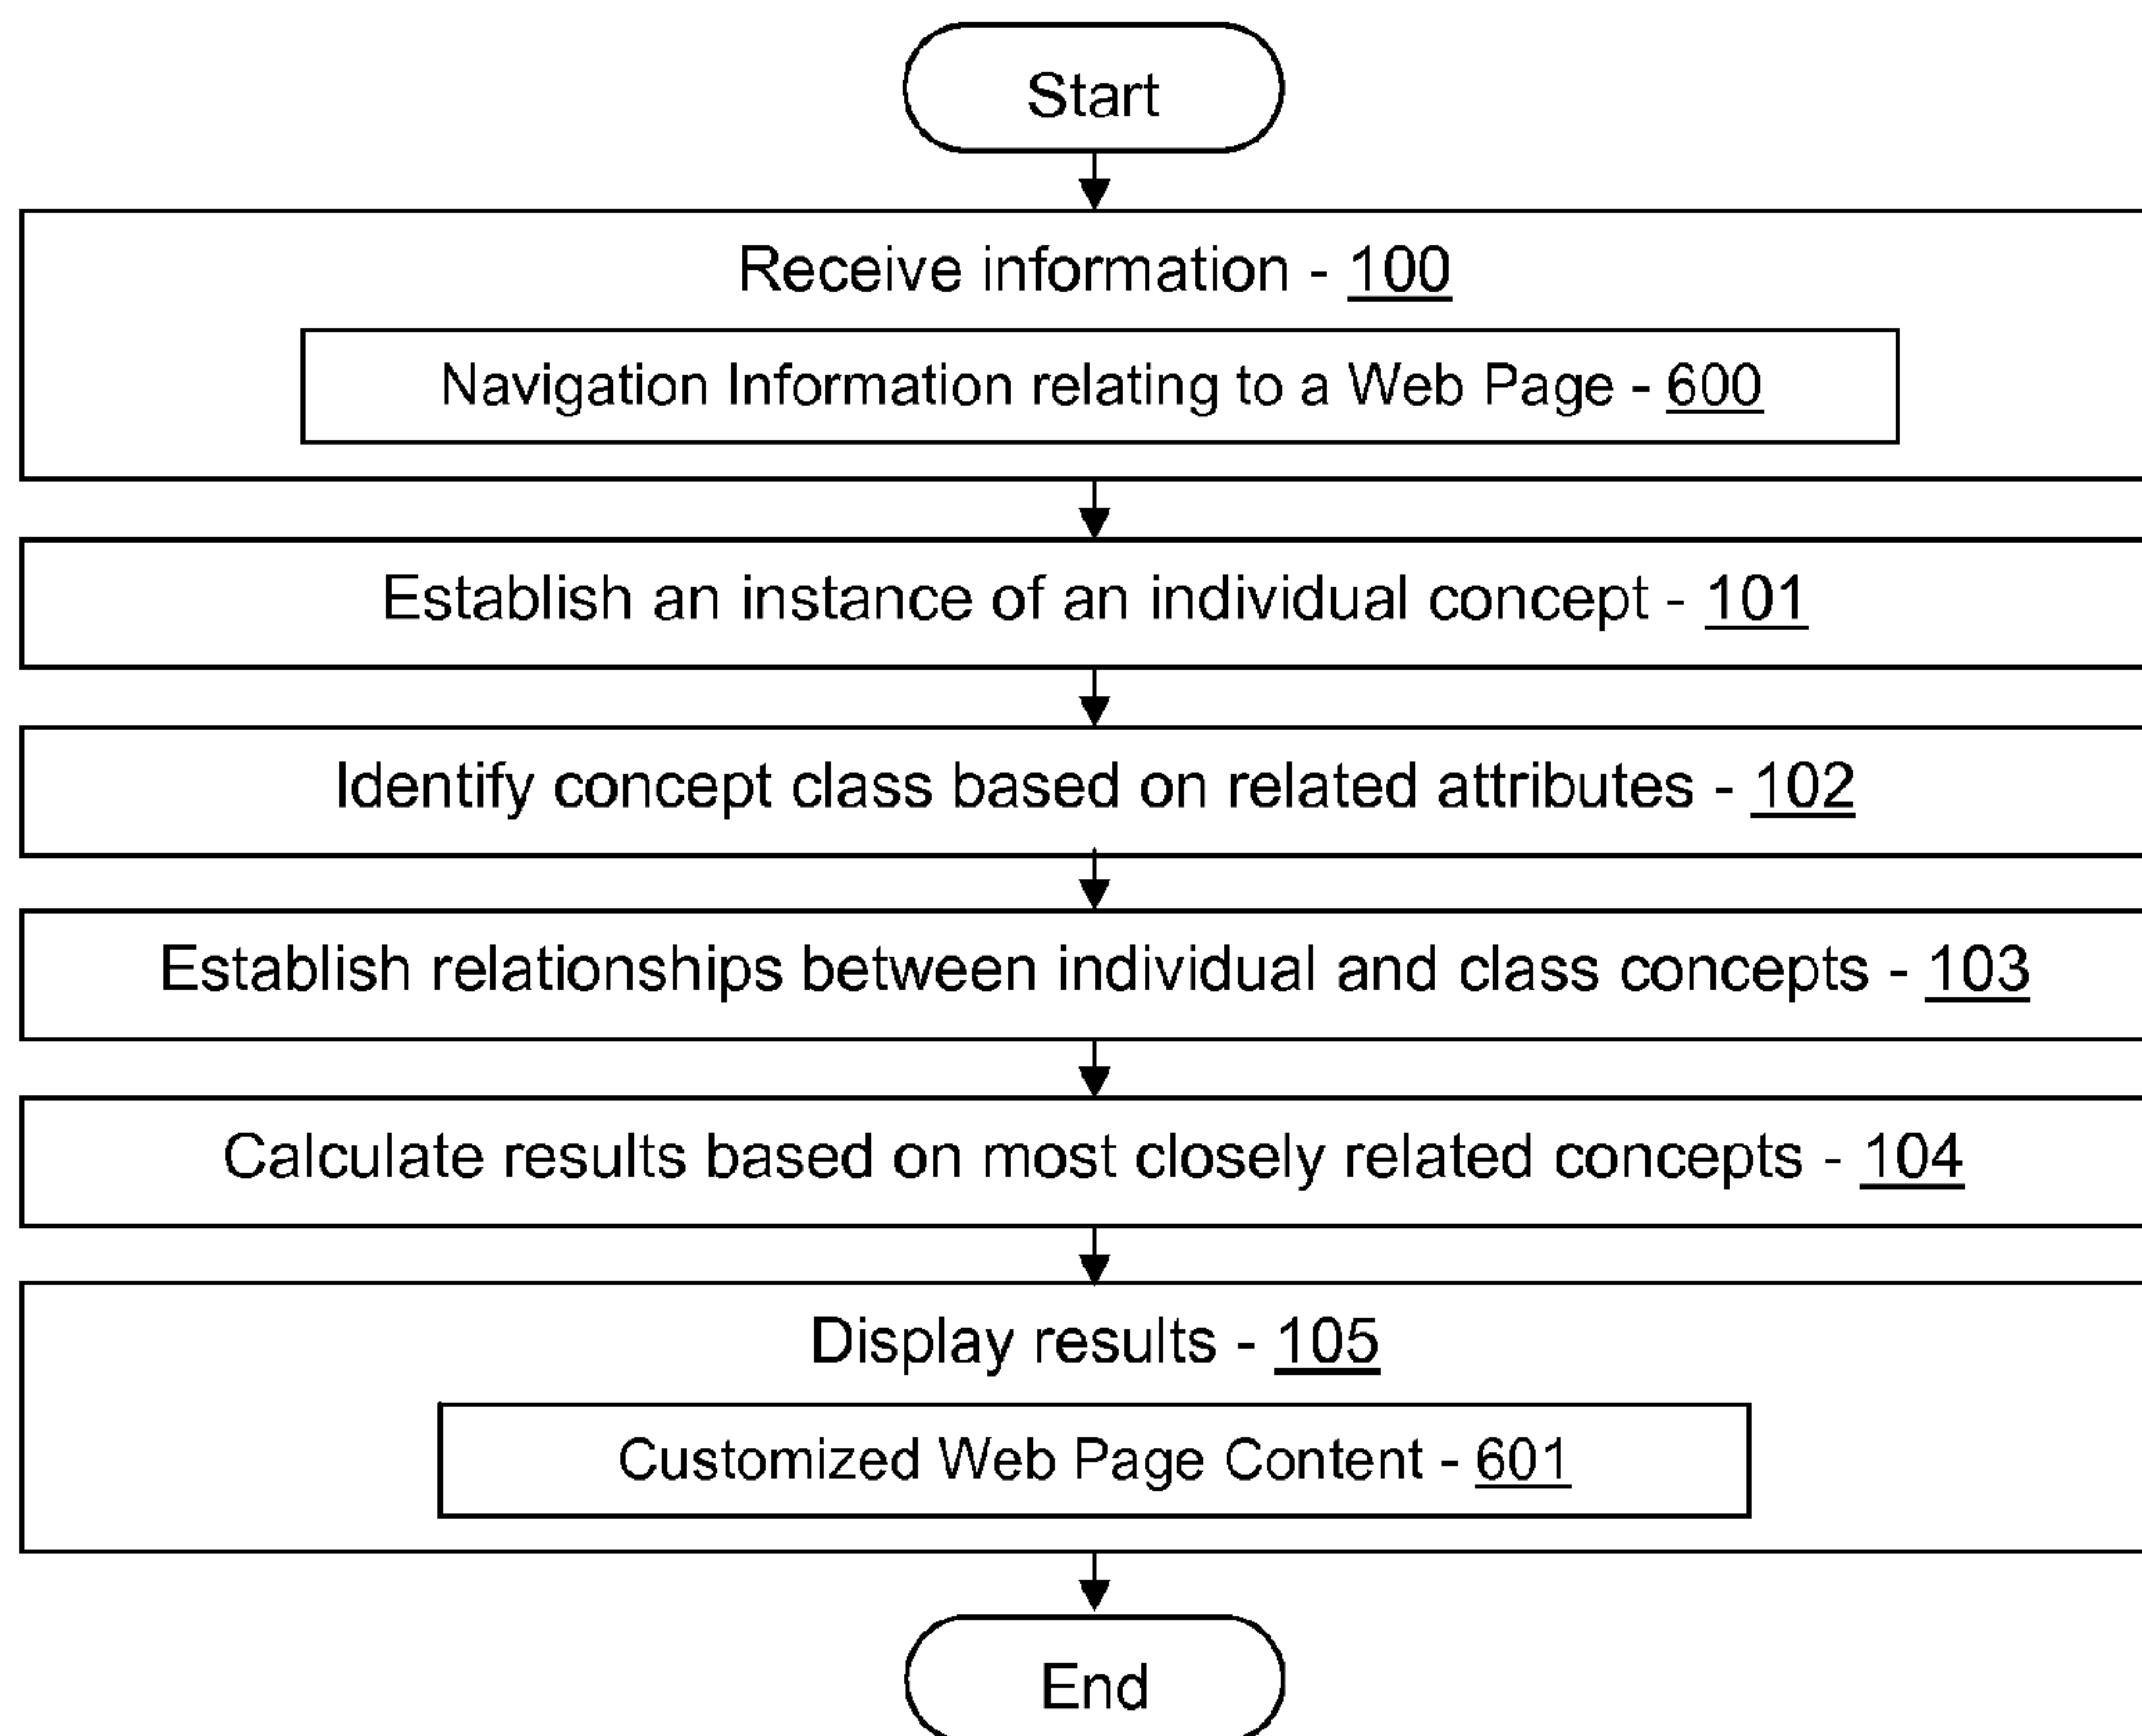 Start
Receive information - 100
Navigation Information relating to a Web Page - 600
Establish an instance of an individual concept - 101
Identify concept class based on related attributes - 102
Establish relationships between individual and class concepts - 103
Calculate results based on most closely related concepts - 104
Display results - 105
Customized Web Page Content - 601
End